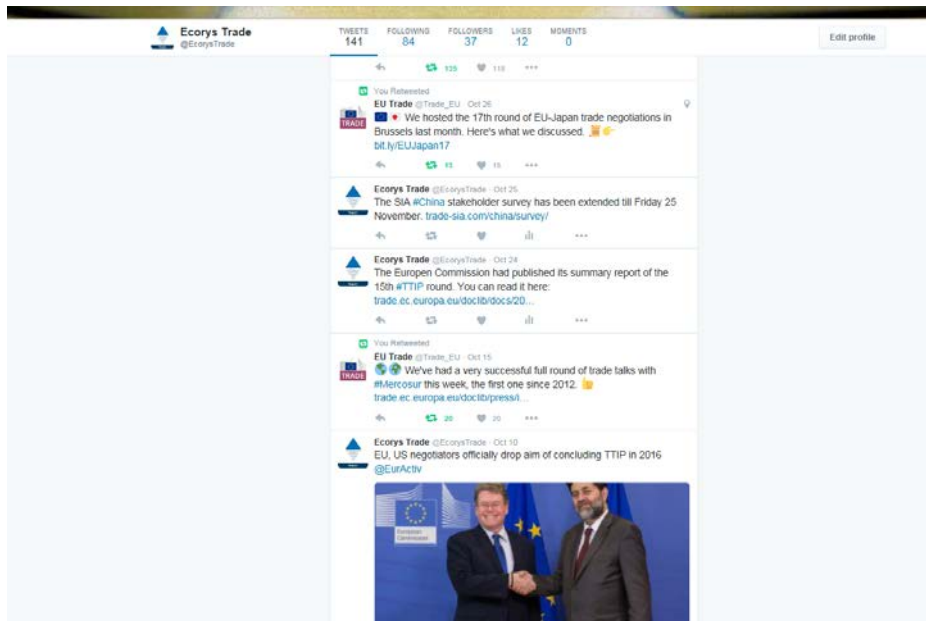 Ecorys Trade
@EcorysTrade
TWEETS FOLLOWING FOLLOWERS LIKES MOMENTS
141 84 37 12 0
Edit profile
You Retweeted
EU Trade @Trade_EU · Oct 26
We hosted the 17th round of EU-Japan trade negotiations in
Brussels last month. Here's what we discussed.
bit.ly/EUJapan17
15 15
Ecorys Trade @EcorysTrade · Oct 25
The SIA #China stakeholder survey has been extended till Friday 25
November. trade-sia.com/china/survey/
Ecorys Trade @EcorysTrade · Oct 24
The Europen Commission had published its summary report of the
15th #TTIP round. You can read it here:
trade.ec.europa.eu/doclib/docs/20...
You Retweeted
EU Trade @Trade_EU · Oct 15
We've had a very successful full round of trade talks with
#Mercosur this week, the first one since 2012.
trade.ec.europa.eu/doclib/press/i...
20 20
Ecorys Trade @EcorysTrade · Oct 10
EU, US negotiators officially drop aim of concluding TTIP in 2016
@EurActiv
European
Commission
TRADE
TRADE